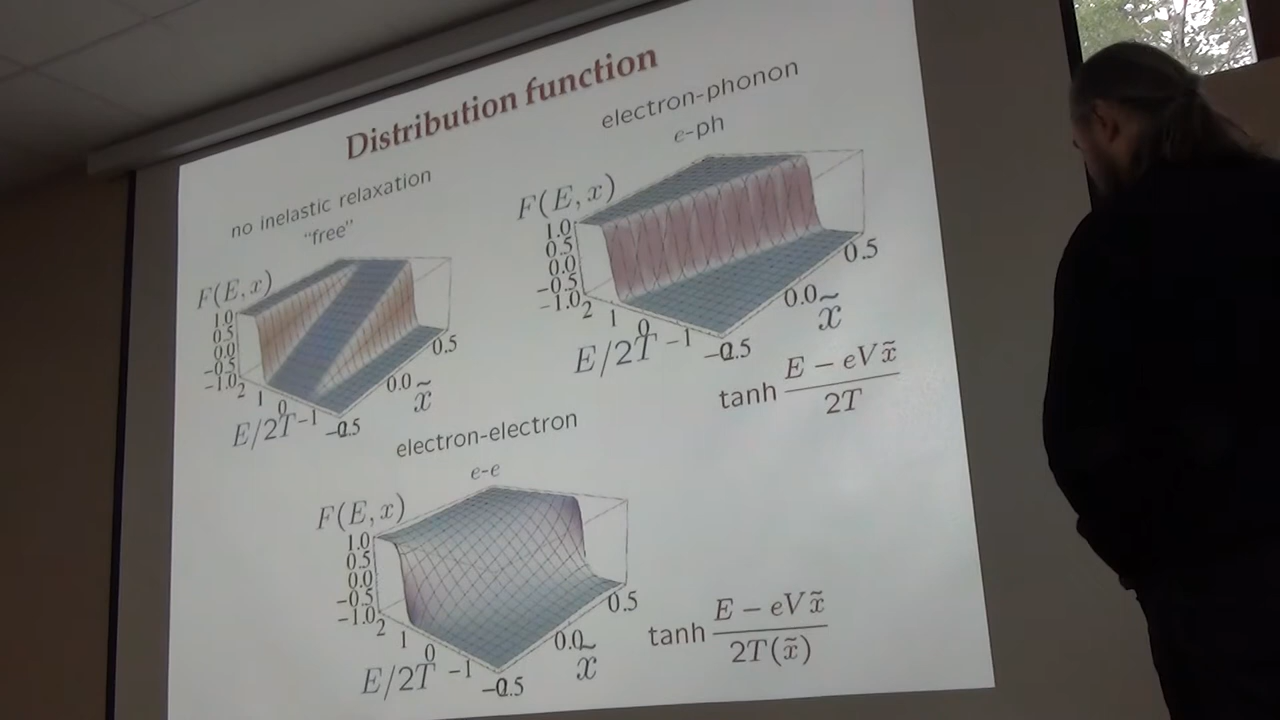 Distribution function
no inelastic relaxation
"free"
F(E, x)
1.0
0.5
0.0
−0.5
−1.0
2
1
0
−1
E/2T
−0.5
0.0
0.5
x̃
electron-phonon
e-ph
F(E, x)
1.0
0.5
0.0
−0.5
−1.0
2
1
0
−1
E/2T
−0.5
0.0
0.5
x̃
tanh (E − eVx̃)/2T
electron-electron
e-e
F(E, x)
1.0
0.5
0.0
−0.5
−1.0
2
1
0
−1
E/2T
−0.5
0.0
0.5
x̃
tanh (E − eVx̃)/2T(x̃)